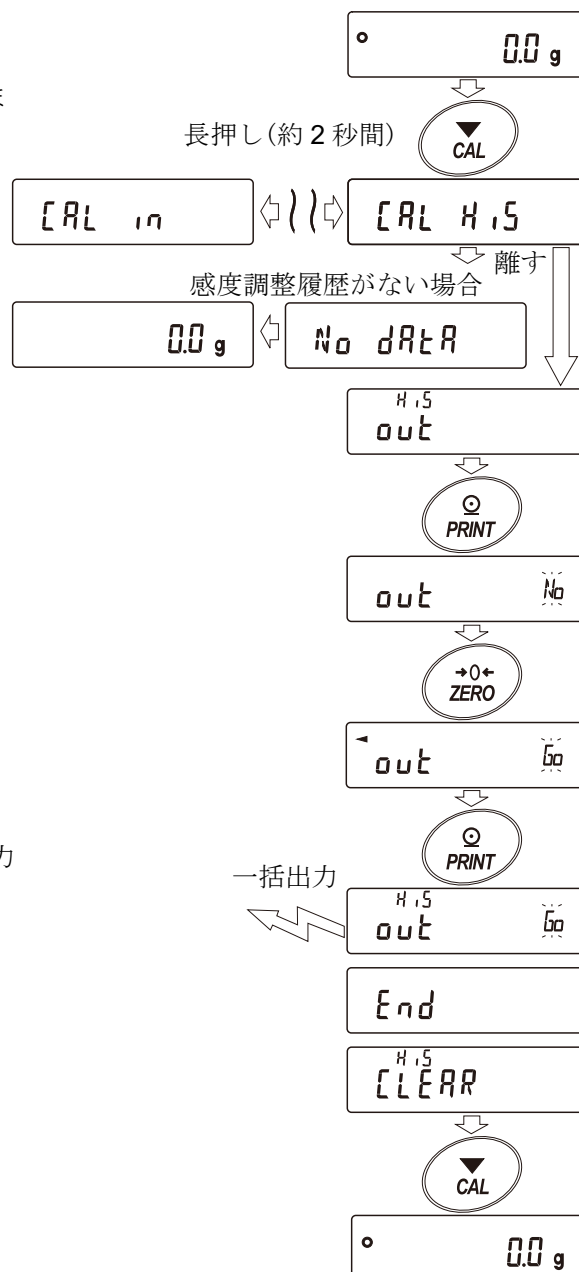 0.0 g
長押し(約 2 秒間)
CAL
CAL in
CAL HiS
離す
感度調整履歴がない場合
0.0 g
No dAtA
HiS
out
PRINT
out No
→0←
ZERO
out Go
PRINT
力
一括出力
HiS
out Go
End
HiS
CLEAR
CAL
0.0 g